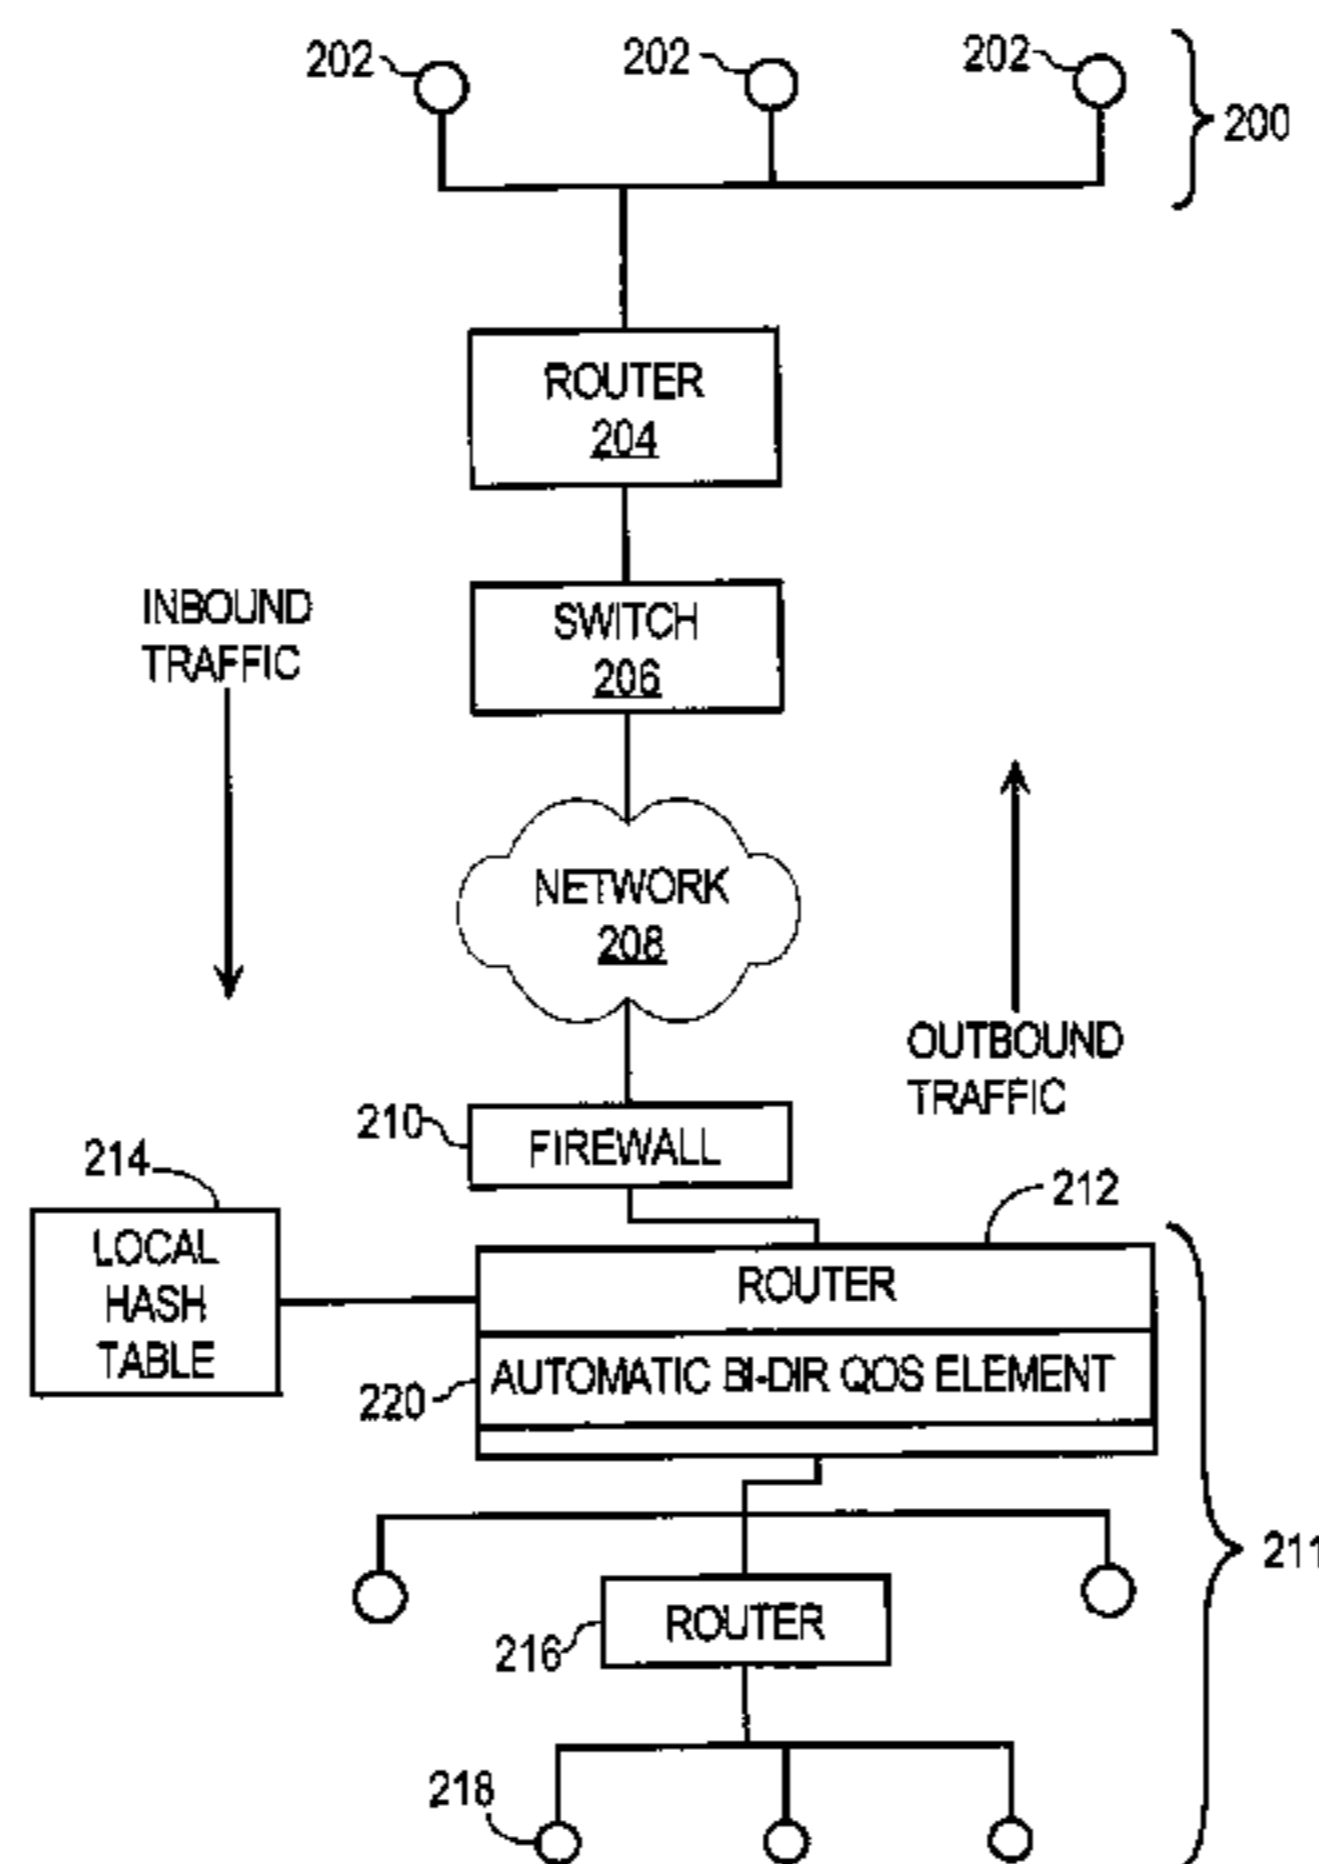 202
202
202
200
ROUTER
204
SWITCH
206
INBOUND
TRAFFIC
NETWORK
208
OUTBOUND
TRAFFIC
210
FIREWALL
214
212
LOCAL
HASH
TABLE
ROUTER
AUTOMATIC BI-DIR QOS ELEMENT
220
211
ROUTER
216
218